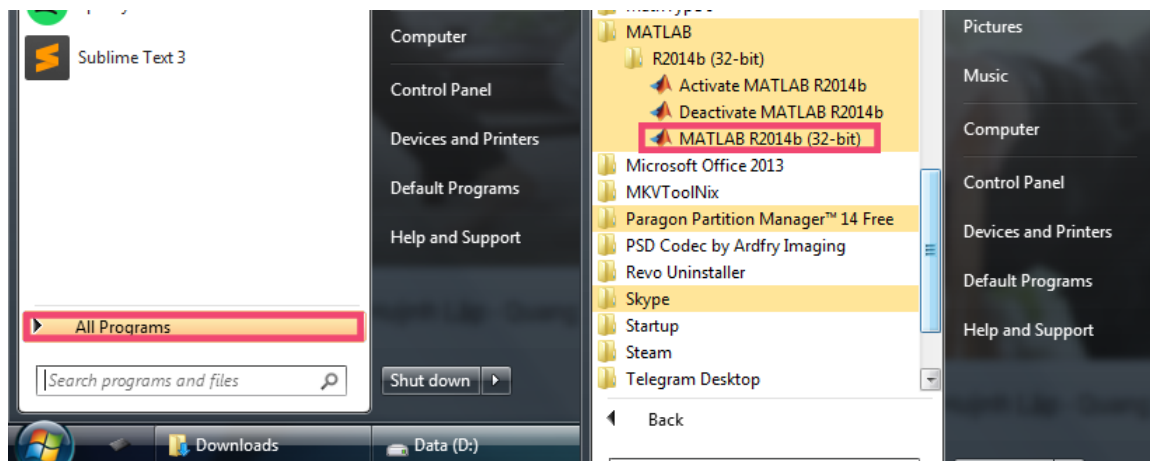 Sublime Text 3
All Programs
Search programs and files
Computer
Control Panel
Devices and Printers
Default Programs
Help and Support
Shut down
Downloads
Data (D:)
MATLAB
R2014b (32-bit)
Activate MATLAB R2014b
Deactivate MATLAB R2014b
MATLAB R2014b (32-bit)
Microsoft Office 2013
MKVToolNix
Paragon Partition Manager™ 14 Free
PSD Codec by Ardfry Imaging
Revo Uninstaller
Skype
Startup
Steam
Telegram Desktop
Back
Pictures
Music
Computer
Control Panel
Devices and Printers
Default Programs
Help and Support